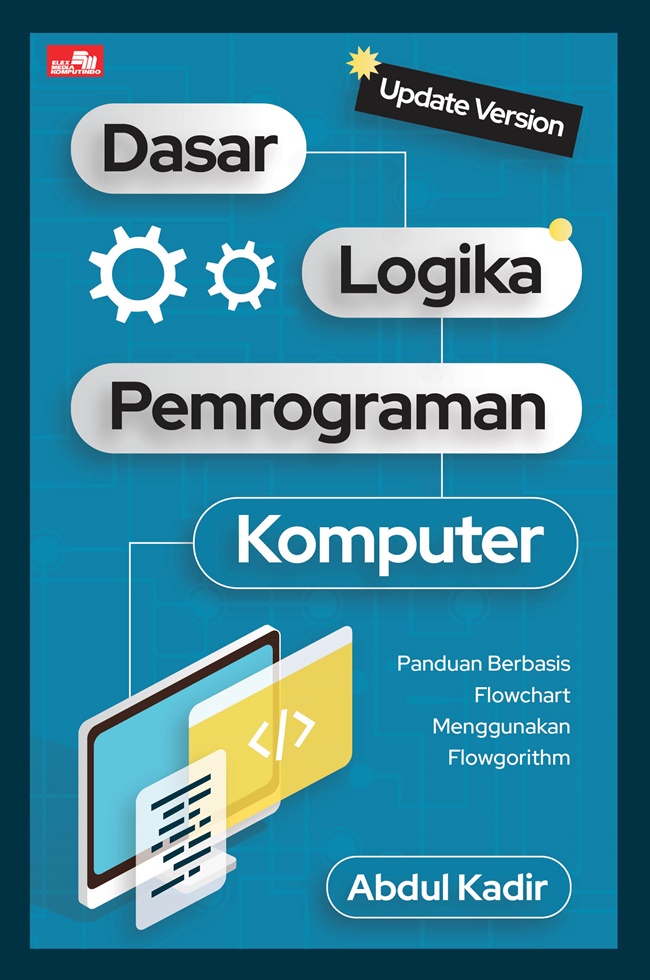 ELEX
MEDIA
KOMPUTINDO
Update Version
Dasar
Logika
Pemrograman
Komputer
Panduan Berbasis
Flowchart
Menggunakan
Flowgorithm
</>
Abdul Kadir